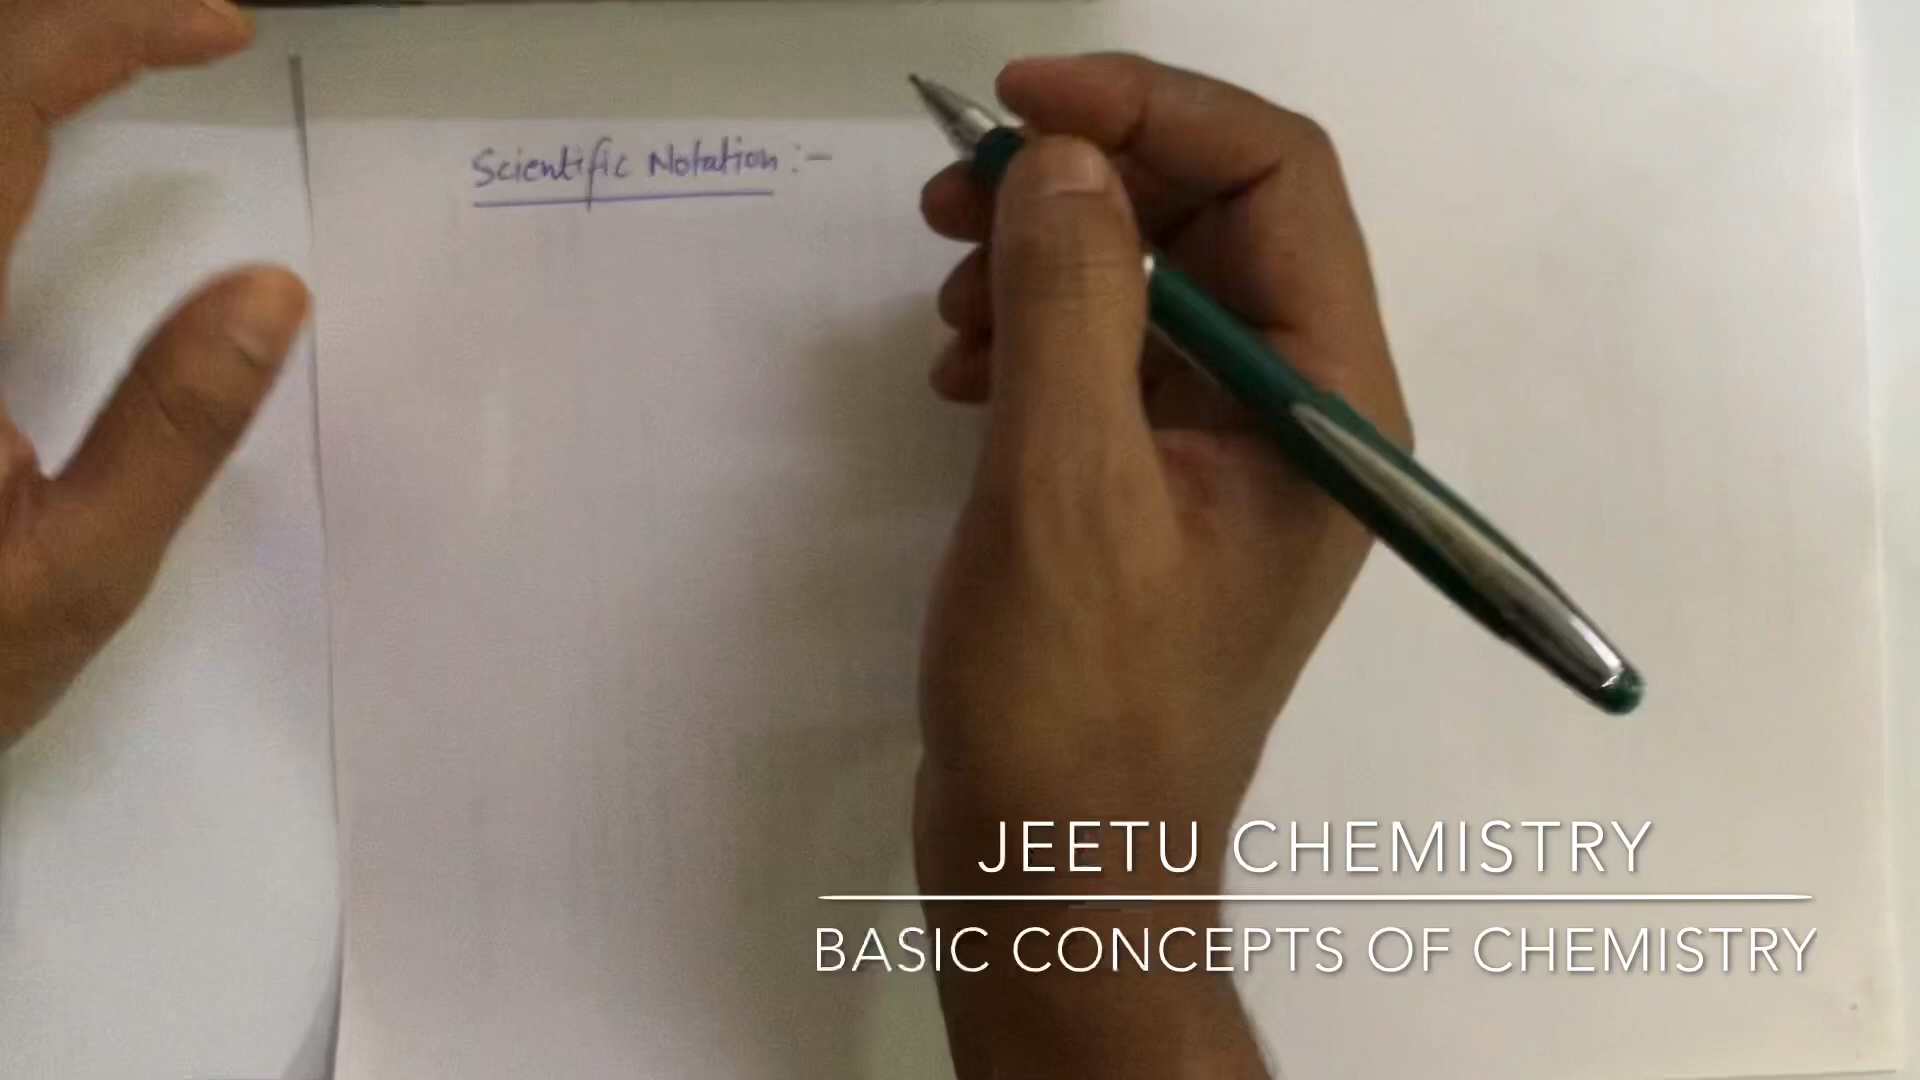 Scientific Notation :-
JEETU CHEMISTRY
BASIC CONCEPTS OF CHEMISTRY